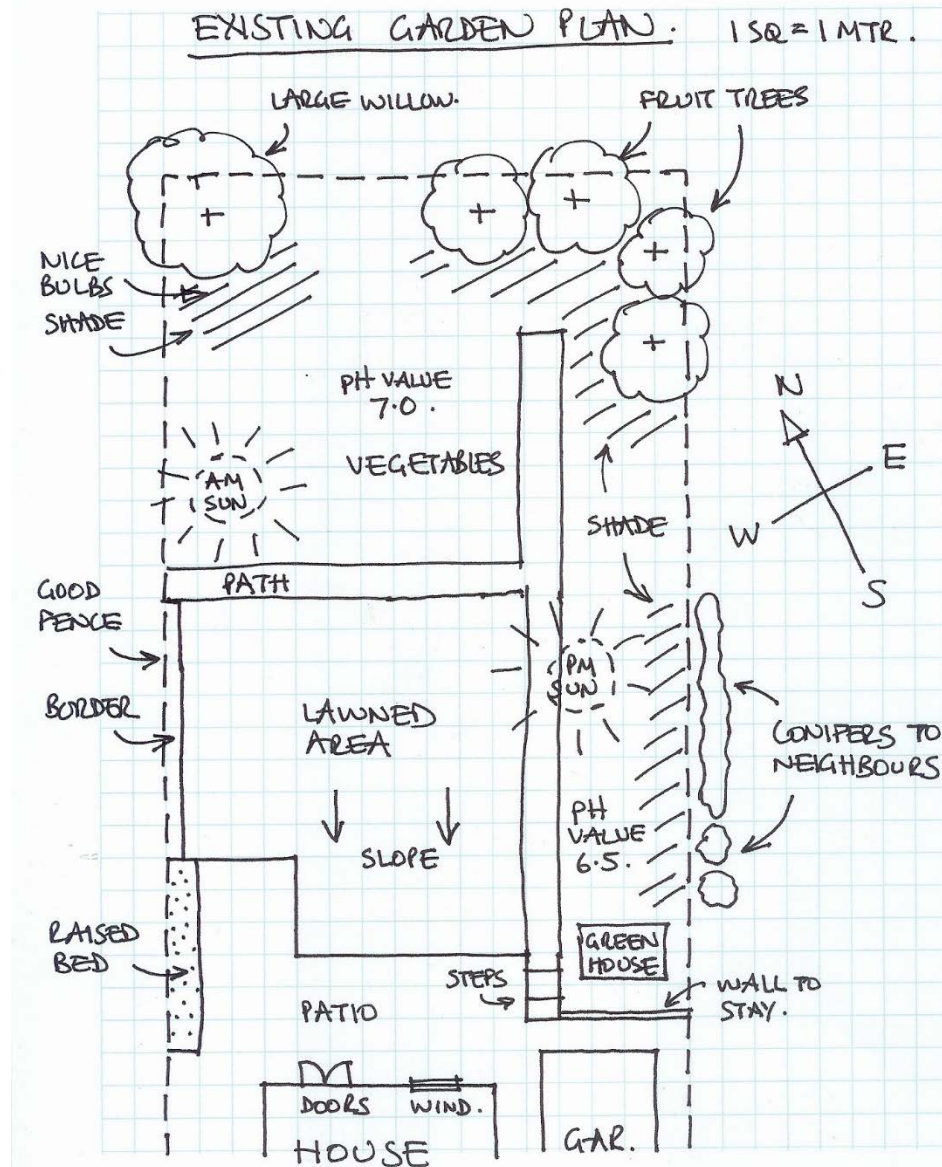 EXISTING GARDEN PLAN. 1 SQ = 1 MTR.
LARGE WILLOW.
FRUIT TREES
NICE
BULBS
SHADE
PH VALUE
7.0.
VEGETABLES
AM
SUN
N
E
W
S
SHADE
PATH
GOOD
FENCE
BORDER
PM
SUN
LAWNED
AREA
CONIFERS TO
NEIGHBOURS
SLOPE
PH
VALUE
6.5.
RAISED
BED
GREEN
HOUSE
STEPS
WALL TO
STAY.
PATIO
DOORS WIND.
HOUSE
GAR.